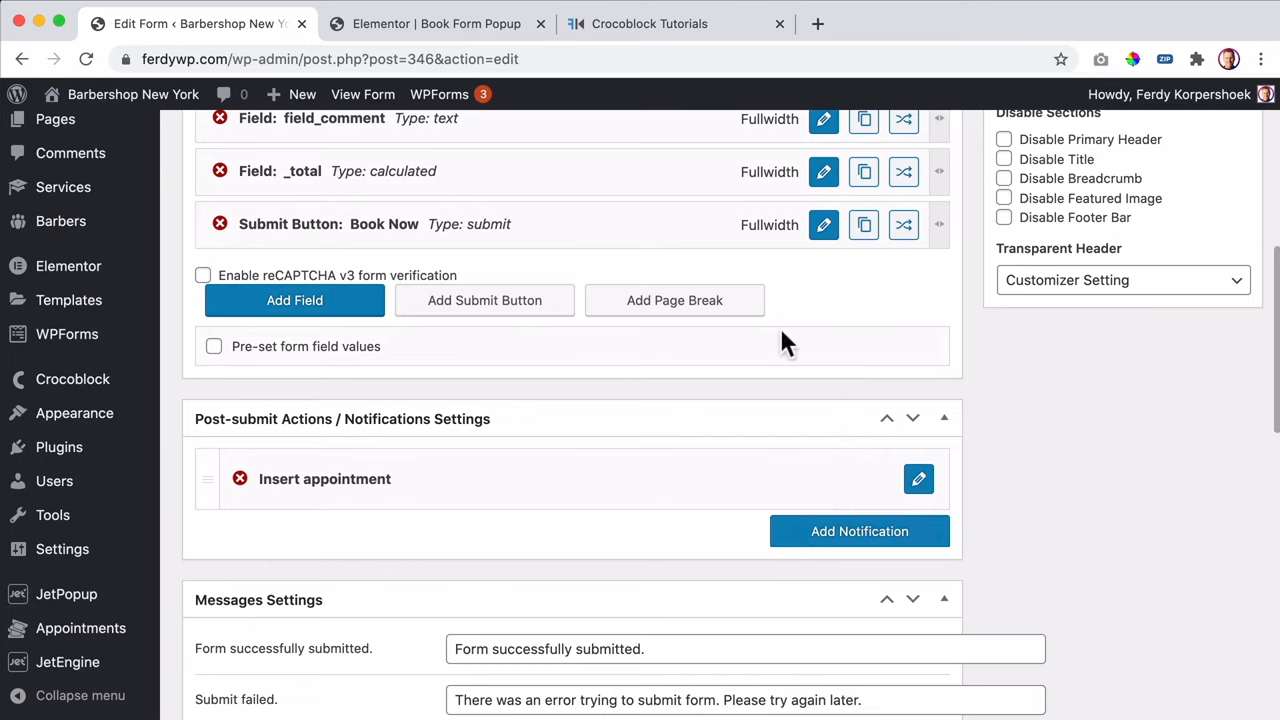 Edit Form ‹ Barbershop New Yo
Elementor | Book Form Popup
Crocoblock Tutorials
ferdywp.com/wp-admin/post.php?post=346&action=edit
ZIP
Barbershop New York
0
New
View Form
WPForms 3
Howdy, Ferdy Korpershoek
Pages
Comments
Services
Barbers
Elementor
Templates
WPForms
Crocoblock
Appearance
Plugins
Users
Tools
Settings
Jet JetPopup
Appointments
Jet JetEngine
Collapse menu
Field: field_comment Type: text Fullwidth
Field: _total Type: calculated Fullwidth
Submit Button: Book Now Type: submit Fullwidth
Enable reCAPTCHA v3 form verification
Add Field Add Submit Button Add Page Break
Pre-set form field values
Post-submit Actions / Notifications Settings
Insert appointment
Add Notification
Messages Settings
Form successfully submitted. Form successfully submitted.
Submit failed. There was an error trying to submit form. Please try again later.
Disable Sections
Disable Primary Header
Disable Title
Disable Breadcrumb
Disable Featured Image
Disable Footer Bar
Transparent Header
Customizer Setting